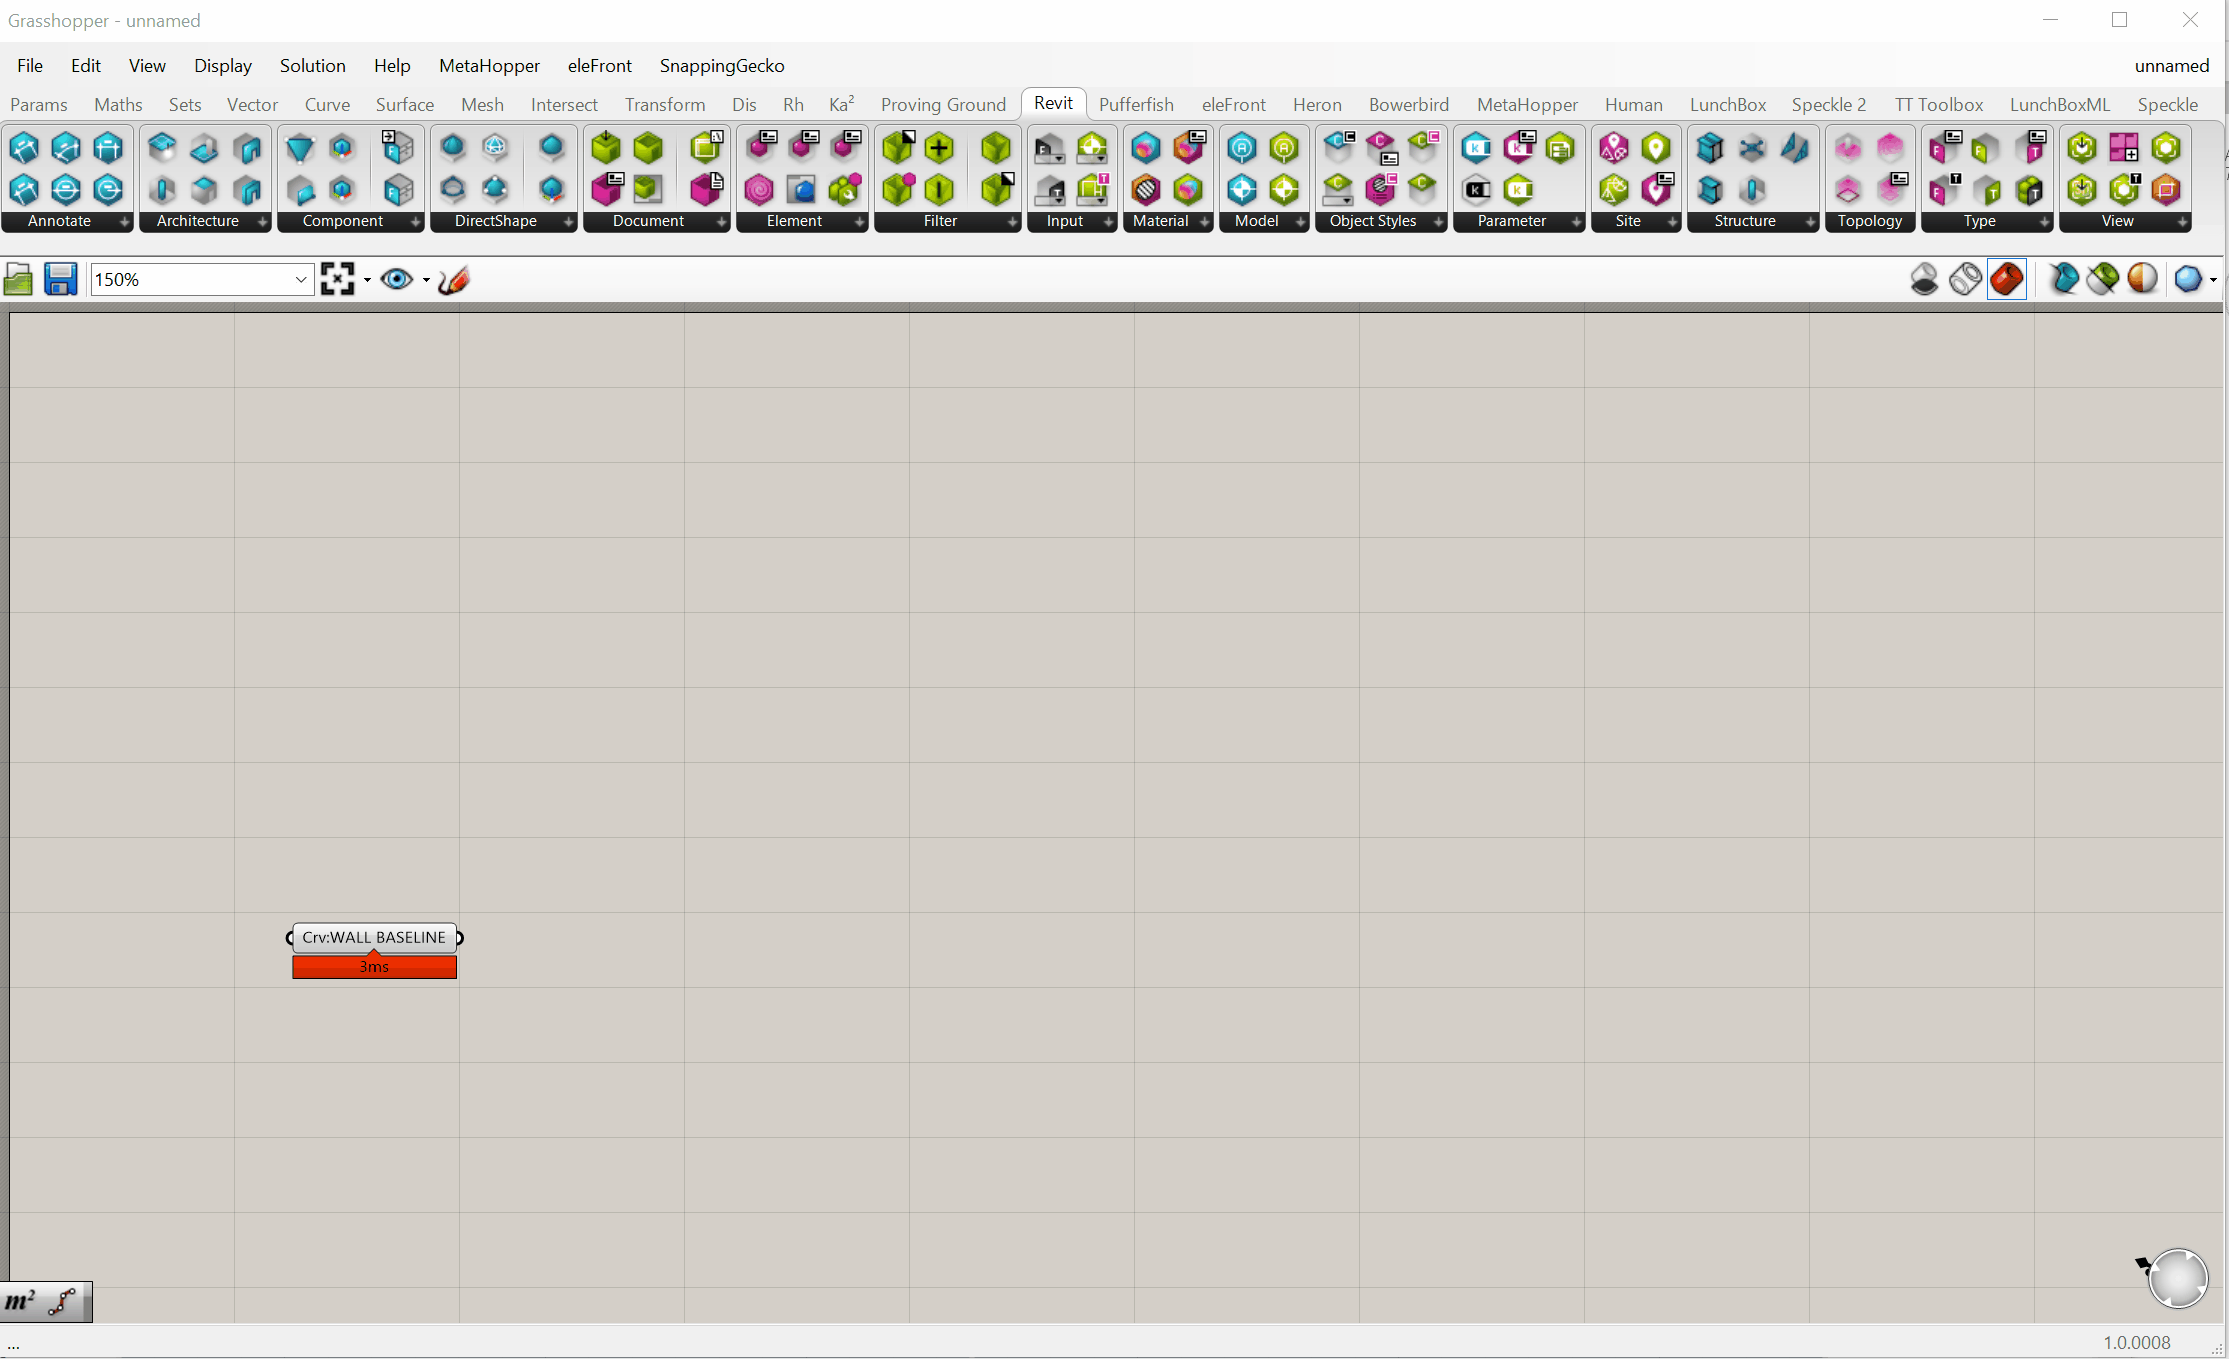 Grasshopper - unnamed
File Edit View Display Solution Help MetaHopper eleFront SnappingGecko unnamed
Params Maths Sets Vector Curve Surface Mesh Intersect Transform Dis Rh Ka² Proving Ground Revit Pufferfish eleFront Heron Bowerbird MetaHopper Human LunchBox Speckle 2 TT Toolbox LunchBoxML Speckle
Annotate Architecture Component DirectShape Document Element Filter Input Material Model Object Styles Parameter Site Structure Topology Type View
150%
Crv:WALL BASELINE
3ms
m²
... 1.0.0008